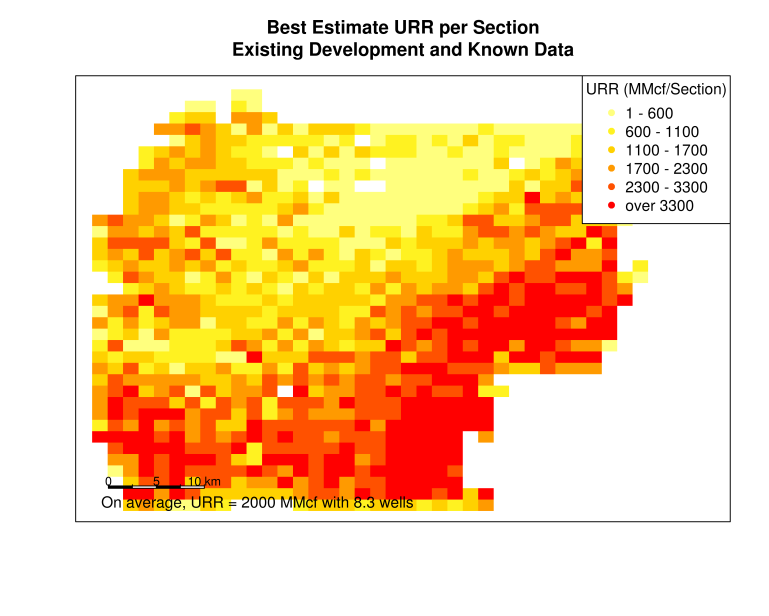 Best Estimate URR per Section
Existing Development and Known Data
URR (MMcf/Section)
1 - 600
600 - 1100
1100 - 1700
1700 - 2300
2300 - 3300
over 3300
0 5 10 km
On average, URR = 2000 MMcf with 8.3 wells